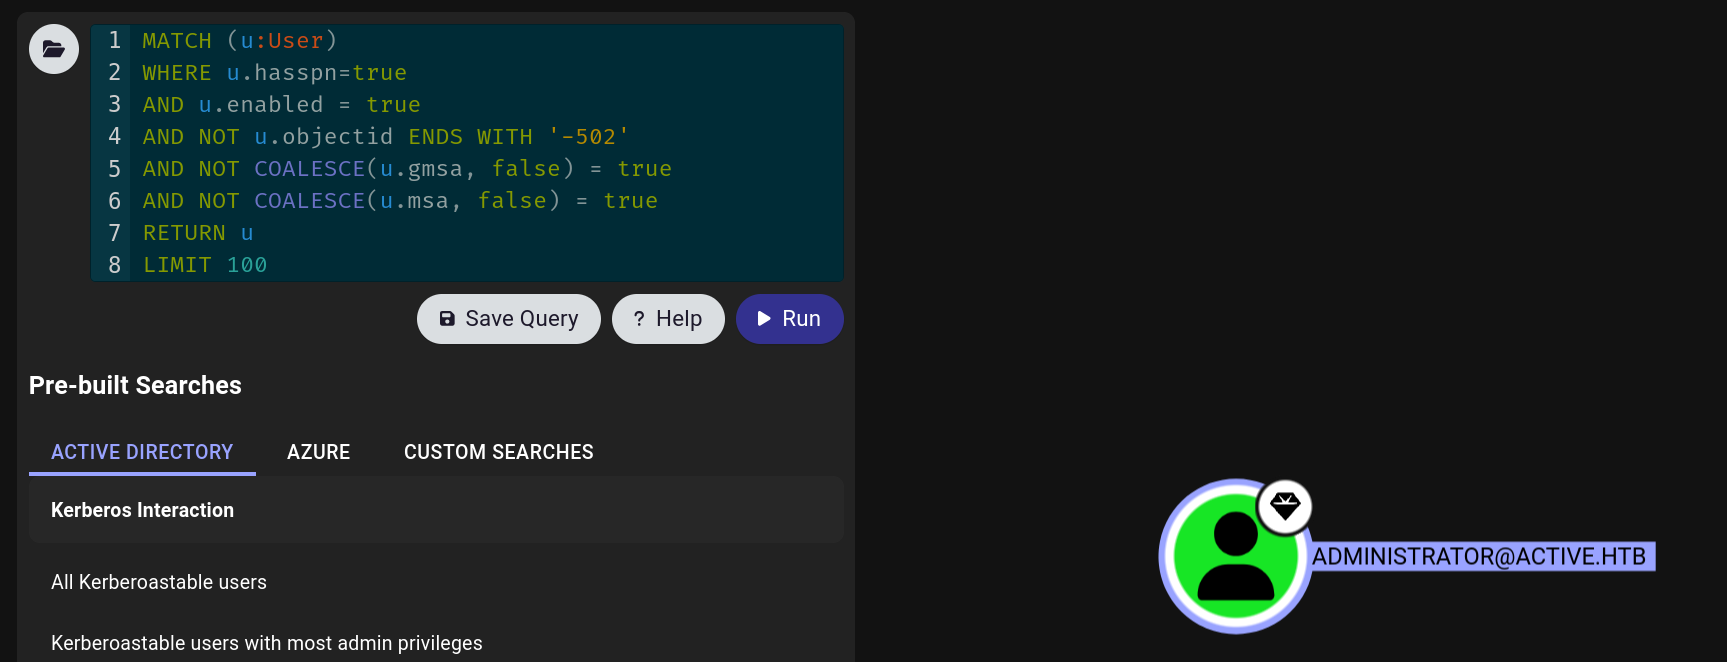 1 MATCH (u:User)
2 WHERE u.hasspn=true
3 AND u.enabled = true
4 AND NOT u.objectid ENDS WITH '-502'
5 AND NOT COALESCE(u.gmsa, false) = true
6 AND NOT COALESCE(u.msa, false) = true
7 RETURN u
8 LIMIT 100
Save Query ? Help Run
Pre-built Searches
ACTIVE DIRECTORY AZURE CUSTOM SEARCHES
Kerberos Interaction
All Kerberoastable users
Kerberoastable users with most admin privileges
ADMINISTRATOR@ACTIVE.HTB